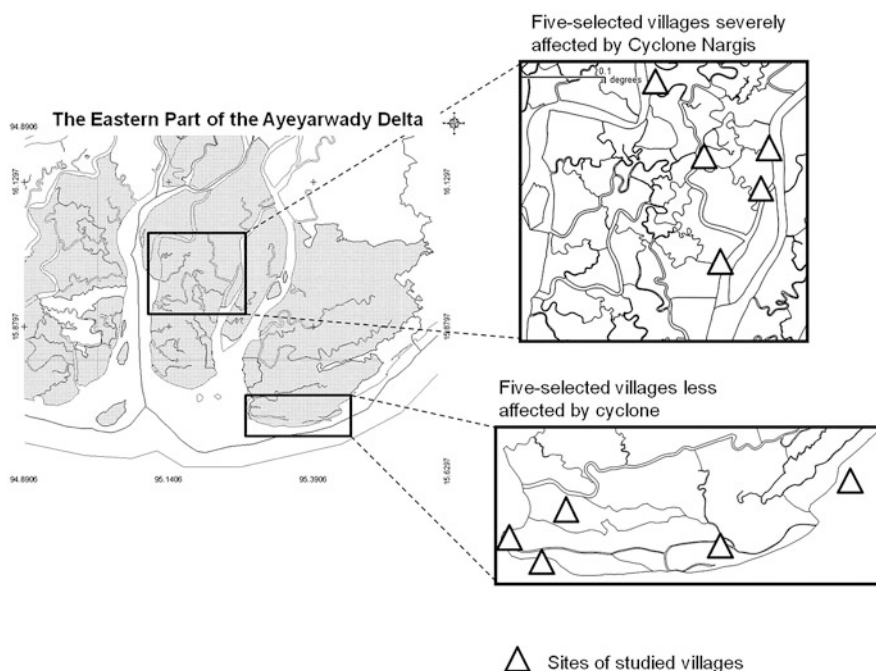 Five-selected villages severely
affected by Cyclone Nargis
0.1
degrees
The Eastern Part of the Ayeyarwady Delta
94.8906
16.1297
16.1297
15.8797
15.8797
Five-selected villages less
affected by cyclone
15.6297
94.8906
95.1406
95.3906
Sites of studied villages